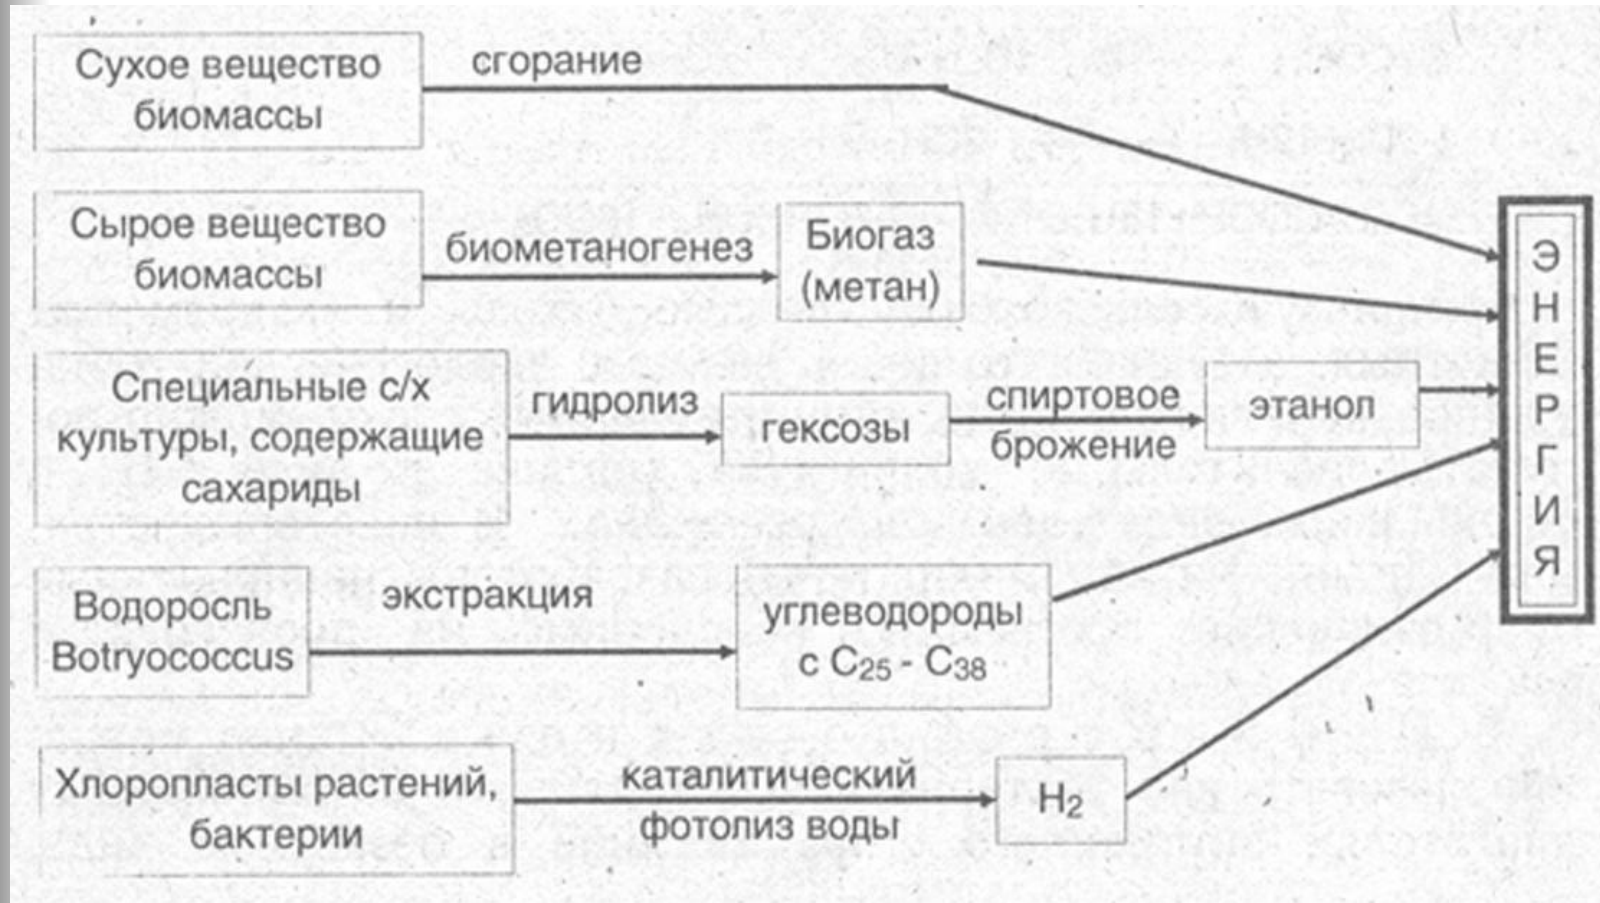 Сухое вещество
биомассы
сгорание
Сырое вещество
биомассы
биометаногенез
Биогаз
(метан)
Специальные с/х
культуры, содержащие
сахариды
гидролиз
гексозы
спиртовое
брожение
этанол
Водоросль
Botryococcus
экстракция
углеводороды
с C₂₅ - C₃₈
Хлоропласты растений,
бактерии
каталитический
фотолиз воды
H₂
Э
Н
Е
Р
Г
И
Я